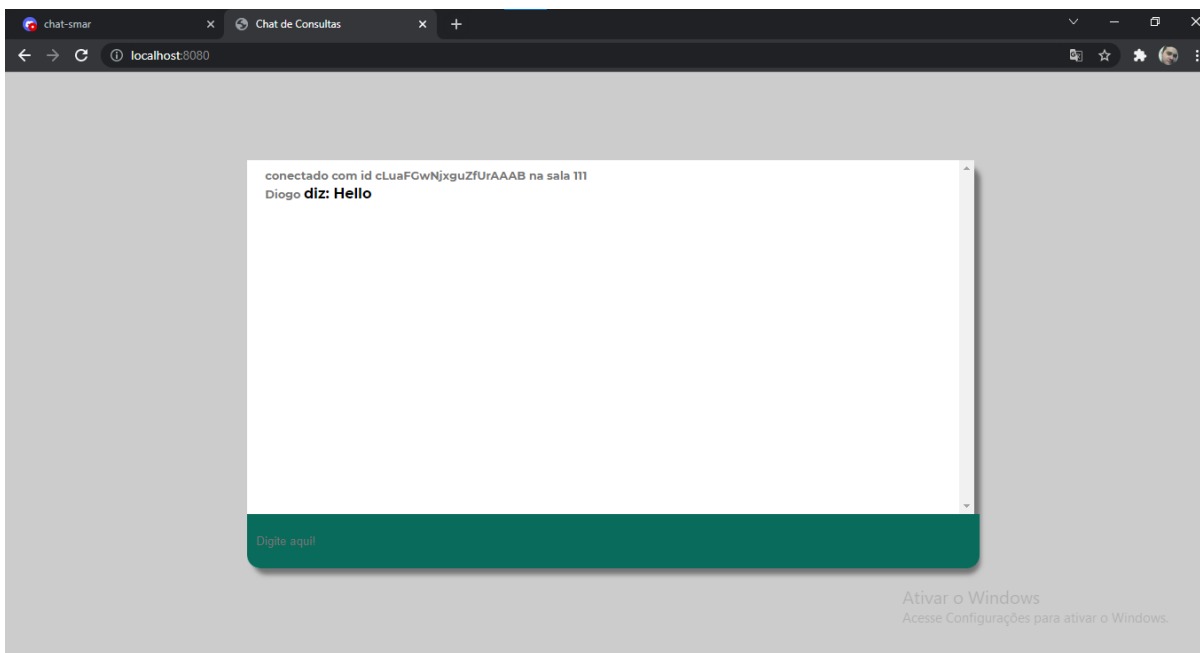 chat-smar
Chat de Consultas
localhost:8080
conectado com id cLuaFGwNjxguZfUrAAAB na sala 111
Diogo diz: Hello
Digite aqui!
Ativar o Windows
Acesse Configurações para ativar o Windows.